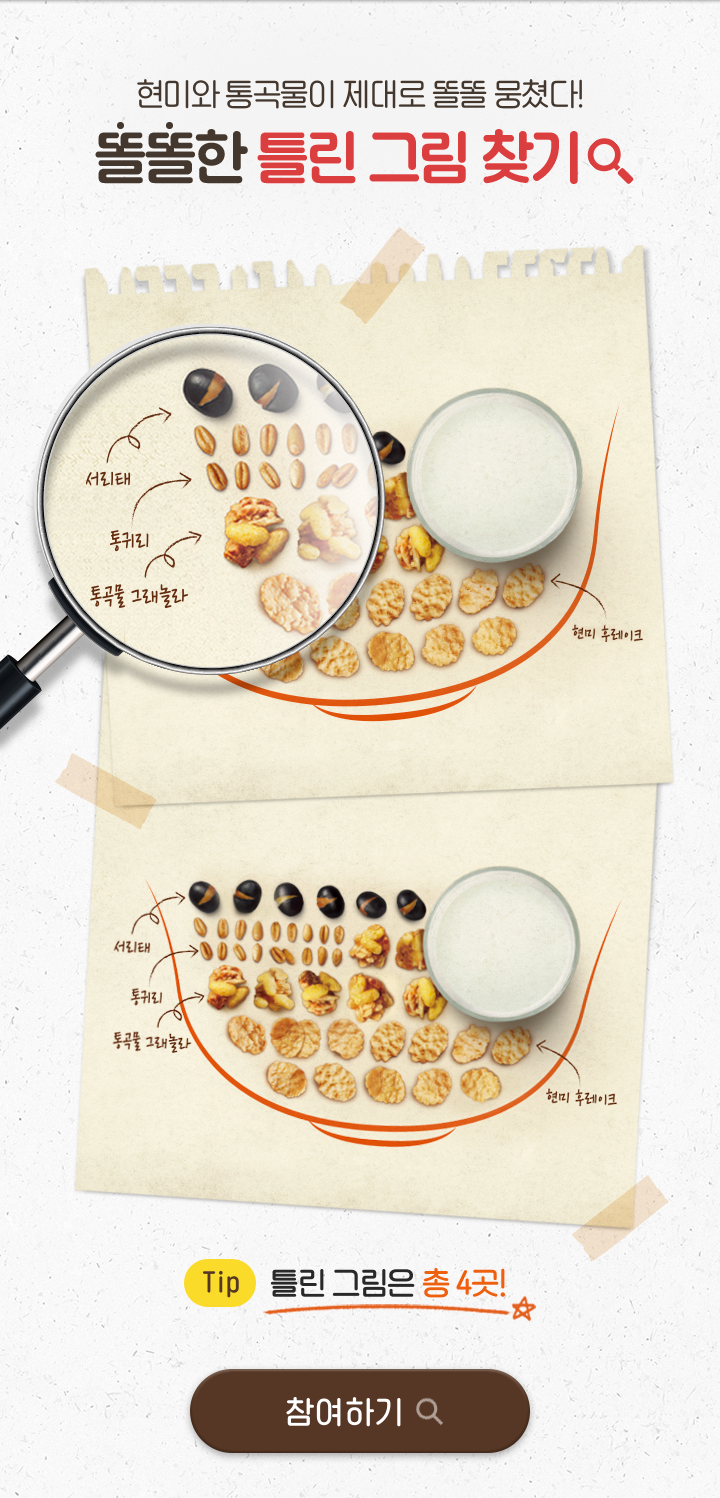 현미와 통곡물이 제대로 똘똘 뭉쳤다!
똘똘한 틀린 그림 찾기
서리태
통귀리
통곡물 그래놀라
현미 후레이크
서리태
통귀리
통곡물 그래놀라
현미 후레이크
Tip 틀린 그림은 총 4곳!
참여하기